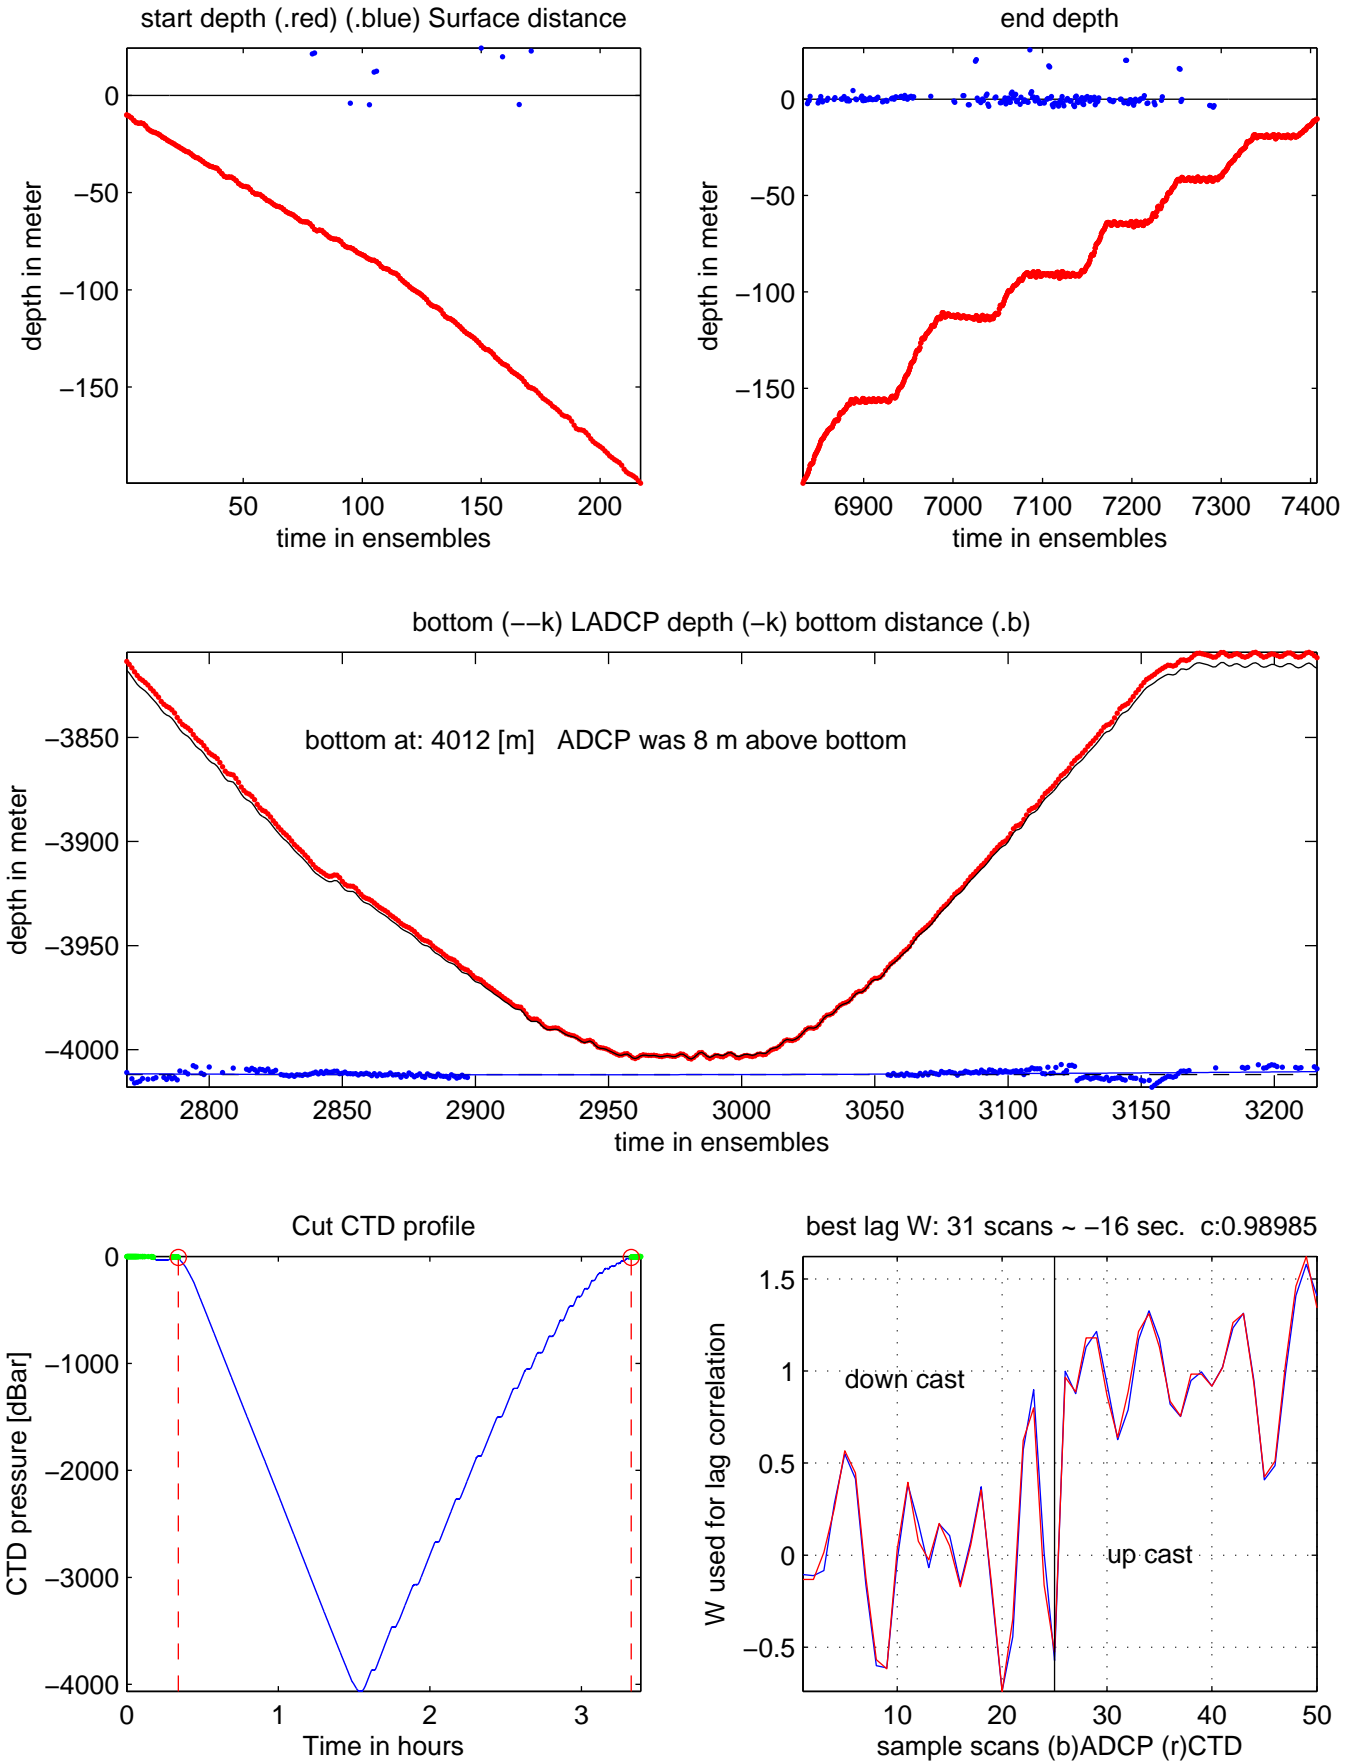 start depth (.red) (.blue) Surface distance
0
−50
−100
−150
depth in meter
50
100
150
200
time in ensembles
end depth
0
−50
−100
−150
depth in meter
6900
7000
7100
7200
7300
7400
time in ensembles
bottom (−−k) LADCP depth (−k) bottom distance (.b)
bottom at: 4012 [m]   ADCP was 8 m above bottom
−3850
−3900
−3950
−4000
depth in meter
2800
2850
2900
2950
3000
3050
3100
3150
3200
time in ensembles
Cut CTD profile
0
−1000
−2000
−3000
−4000
CTD pressure [dBar]
0
1
2
3
Time in hours
best lag W: 31 scans ~ −16 sec.  c:0.98985
1.5
1
0.5
0
−0.5
W used for lag correlation
down cast
up cast
10
20
30
40
50
sample scans (b)ADCP (r)CTD